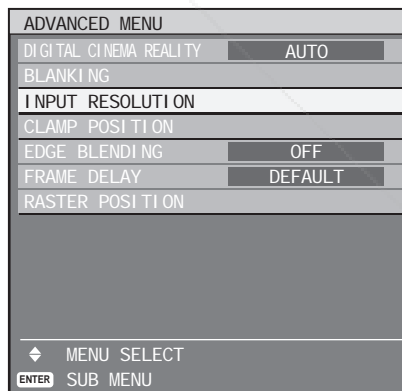 ADVANCED MENU
DIGITAL CINEMA REALITY AUTO
BLANKING
INPUT RESOLUTION
CLAMP POSITION
EDGE BLENDING OFF
FRAME DELAY DEFAULT
RASTER POSITION
MENU SELECT
ENTER SUB MENU